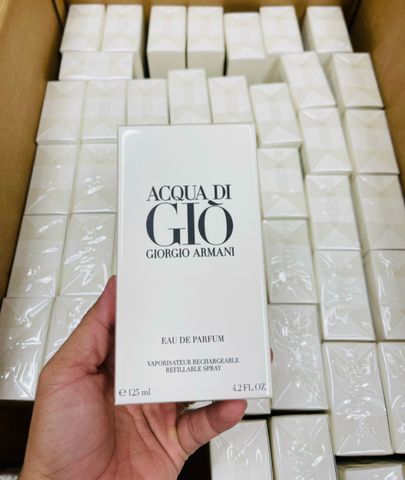 ACQUA DI
GIÒ
GIORGIO ARMANI
EAU DE PARFUM
VAPORISATEUR RECHARGEABLE
REFILLABLE SPRAY
℮ 125 ml 4.2 FL.OZ